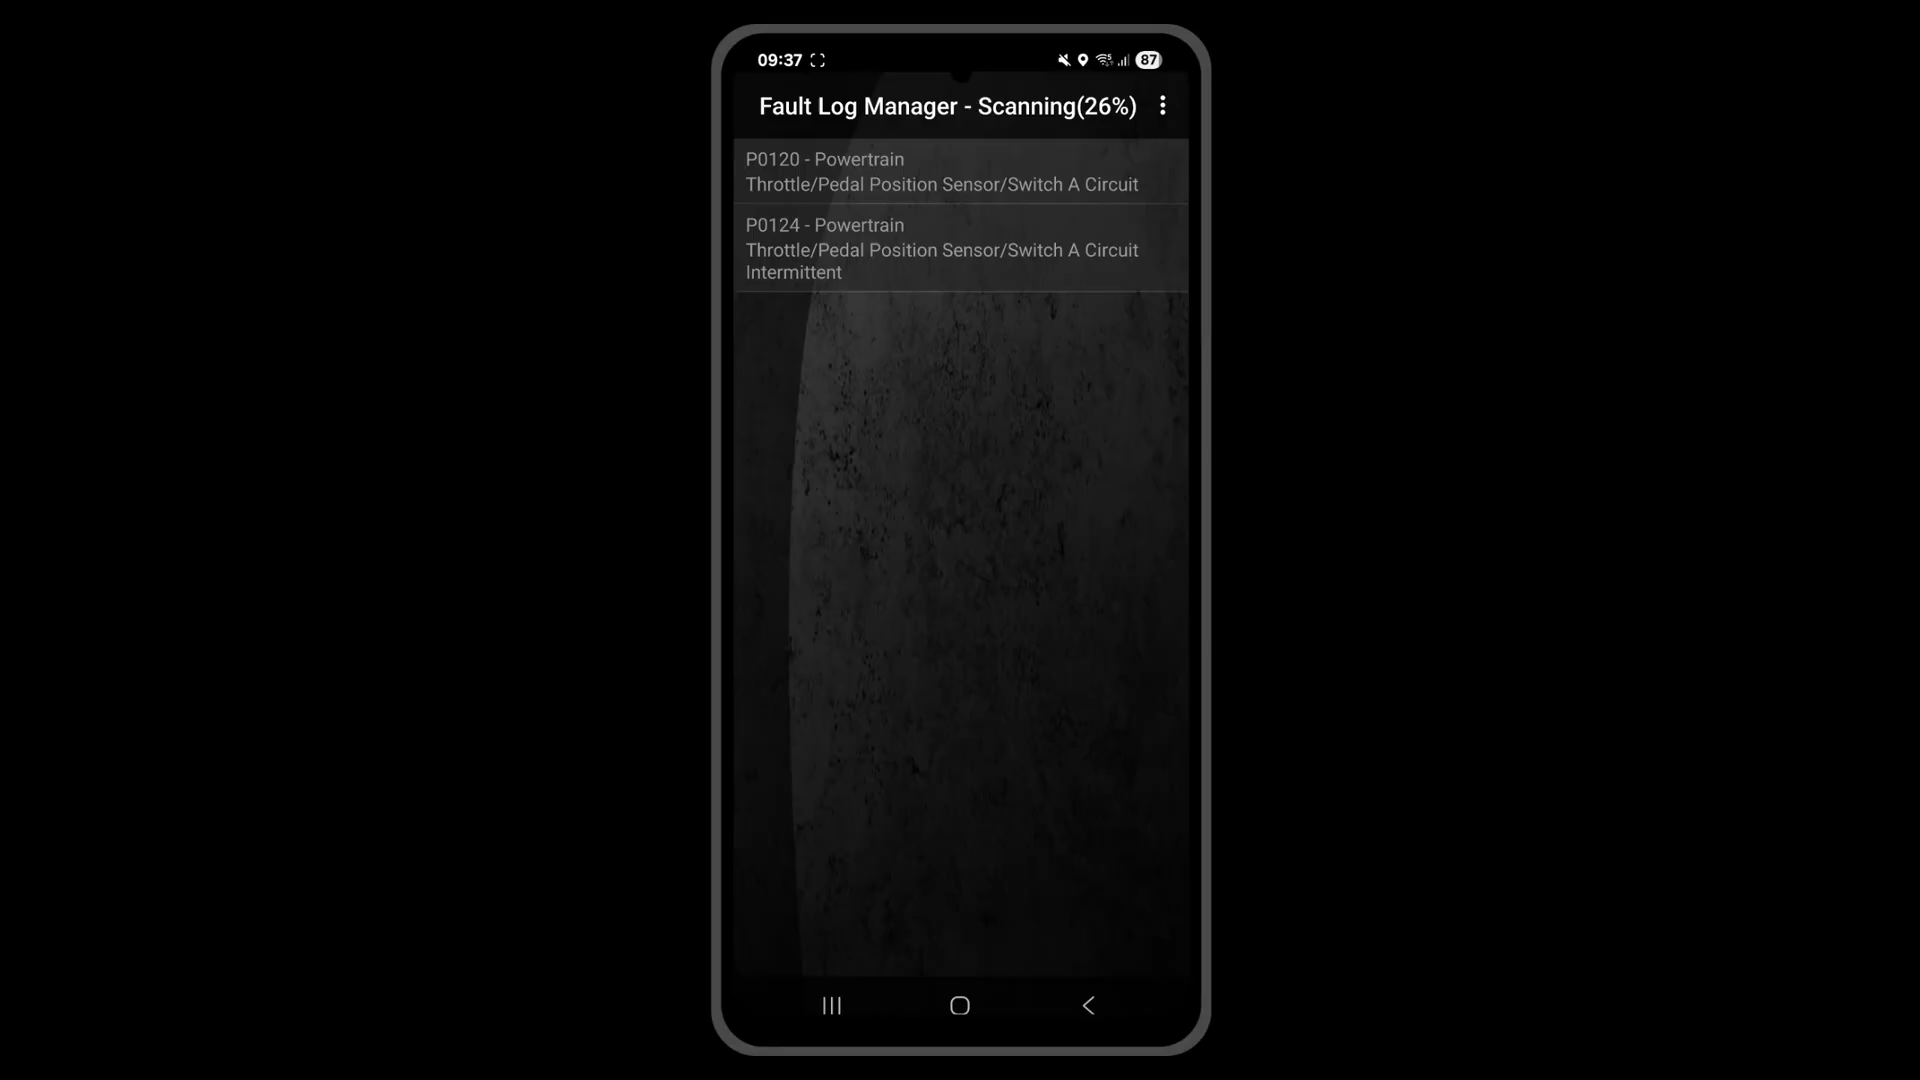 09:37
87
Fault Log Manager - Scanning(26%)
P0120 - Powertrain
Throttle/Pedal Position Sensor/Switch A Circuit
P0124 - Powertrain
Throttle/Pedal Position Sensor/Switch A Circuit
Intermittent